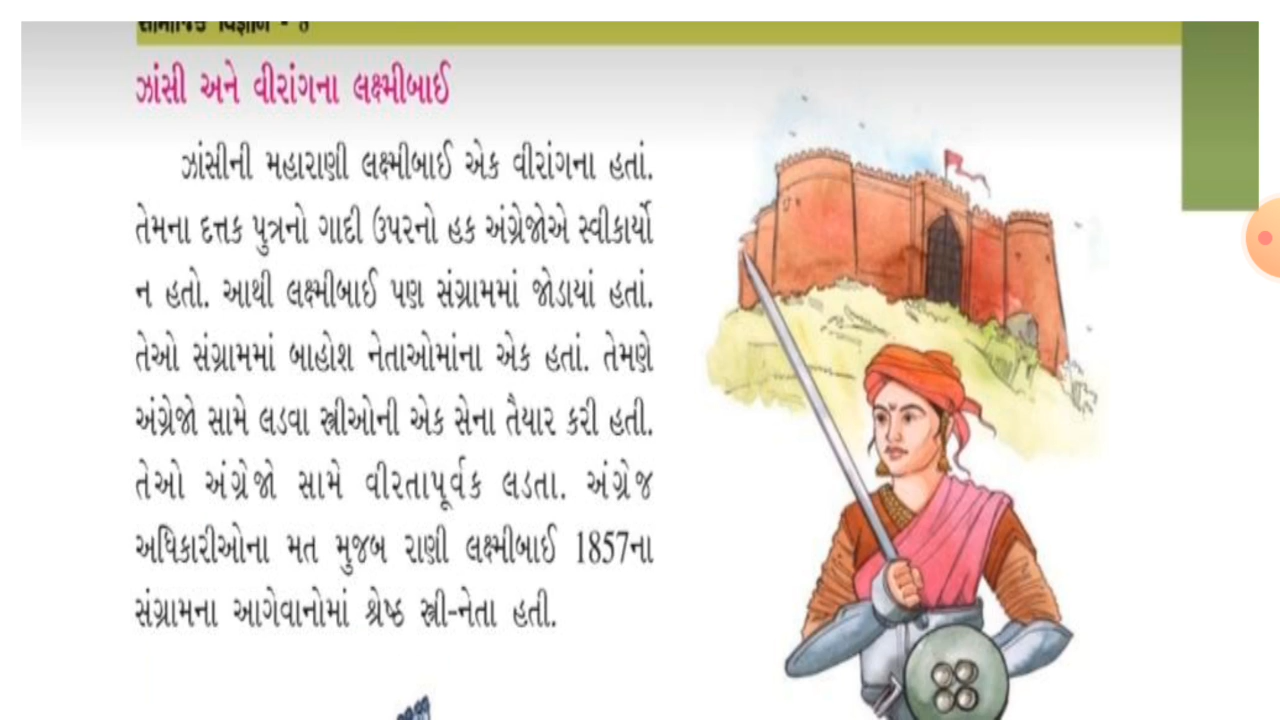 સામાજિક વિજ્ઞાન - 8
ઝાંસી અને વીરાંગના લક્ષ્મીબાઈ
ઝાંસીની મહારાણી લક્ષ્મીબાઈ એક વીરાંગના હતાં.
તેમના દત્તક પુત્રનો ગાદી ઉપરનો હક અંગ્રેજોએ સ્વીકાર્યો
ન હતો. આથી લક્ષ્મીબાઈ પણ સંગ્રામમાં જોડાયાં હતાં.
તેઓ સંગ્રામમાં બાહોશ નેતાઓમાંના એક હતાં. તેમણે
અંગ્રેજો સામે લડવા સ્ત્રીઓની એક સેના તૈયાર કરી હતી.
તેઓ અંગ્રેજો સામે વીરતાપૂર્વક લડતા. અંગ્રેજ
અધિકારીઓના મત મુજબ રાણી લક્ષ્મીબાઈ 1857ના
સંગ્રામના આગેવાનોમાં શ્રેષ્ઠ સ્ત્રી-નેતા હતી.